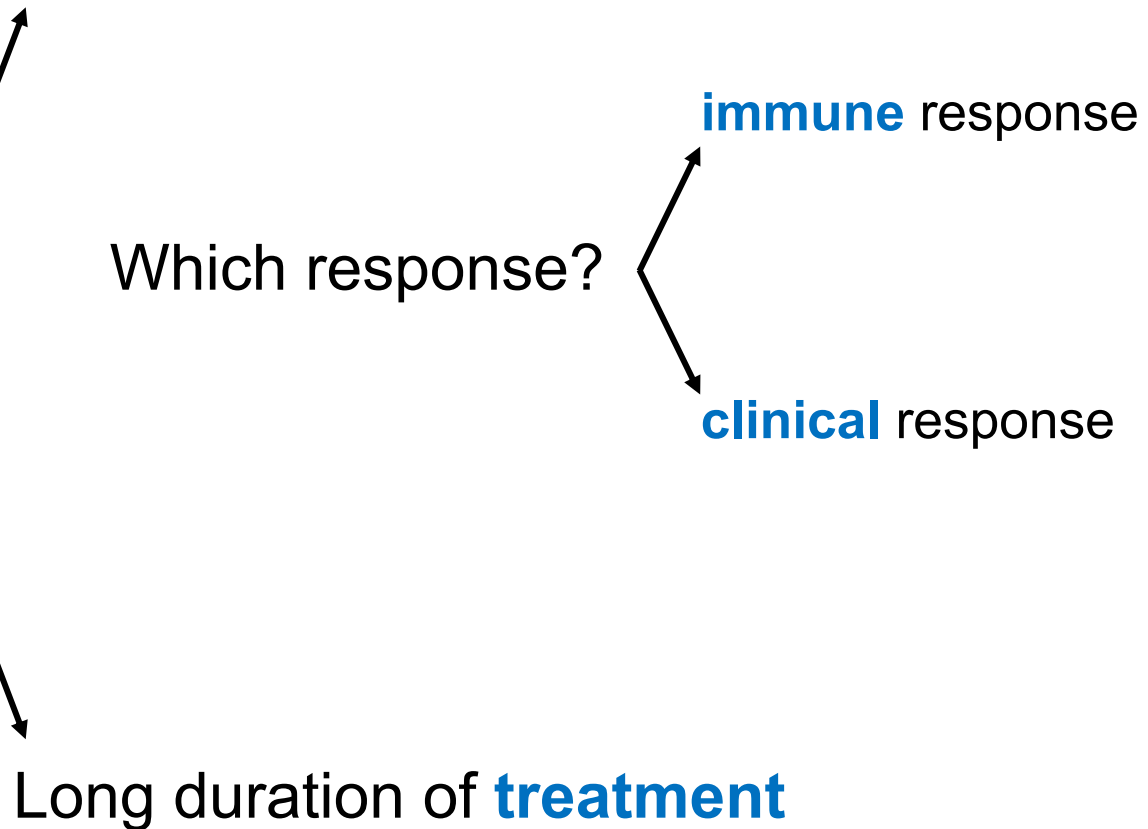 immune response
Which response?
clinical response
Long duration of treatment